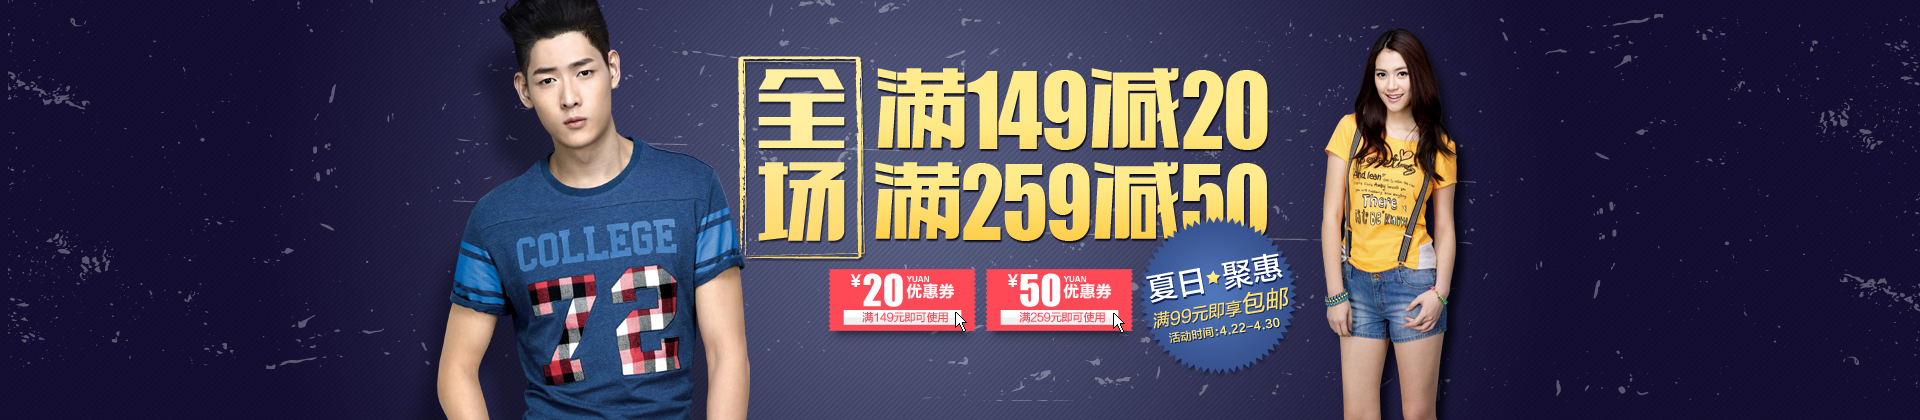 全场
满149减20
满259减50
¥20 YUAN 优惠券
满149元即可使用
¥50 YUAN 优惠券
满259元即可使用
夏日★聚惠
满99元即享包邮
活动时间:4.22-4.30
COLLEGE
72
And lean
There